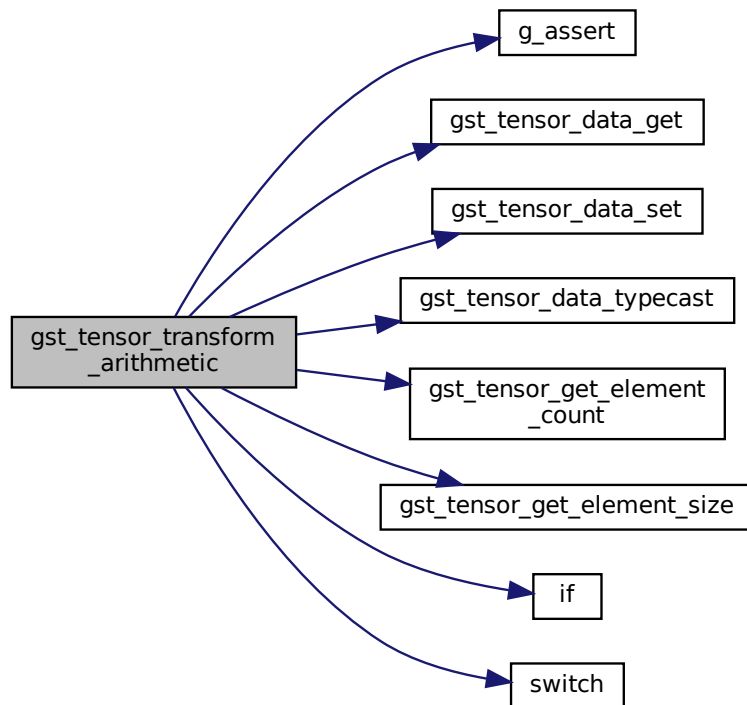 g_assert
gst_tensor_data_get
gst_tensor_data_set
gst_tensor_data_typecast
gst_tensor_transform
_arithmetic
gst_tensor_get_element
_count
gst_tensor_get_element_size
if
switch